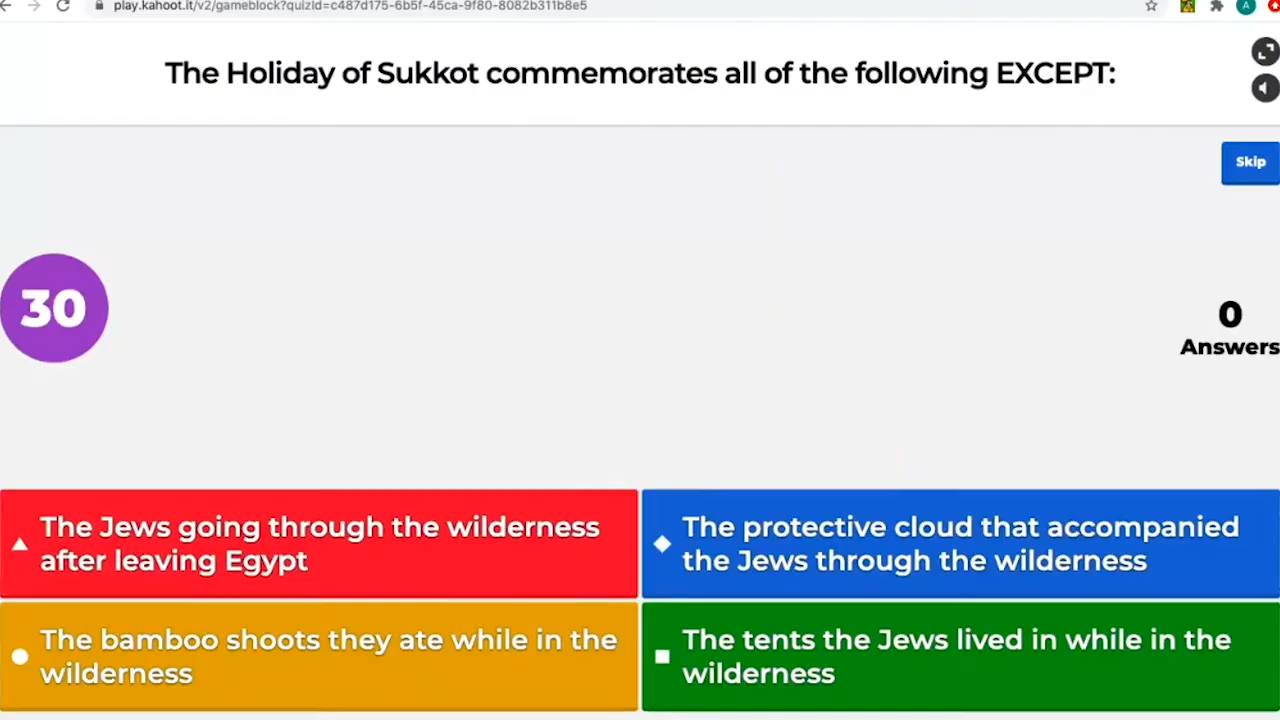 play.kahoot.it/v2/gameblock?quizId=c487d175-6b5f-45ca-9f80-8082b311b8e5
A
The Holiday of Sukkot commemorates all of the following EXCEPT:
Skip
30
0
Answers
The Jews going through the wilderness
after leaving Egypt
The protective cloud that accompanied
the Jews through the wilderness
The bamboo shoots they ate while in the
wilderness
The tents the Jews lived in while in the
wilderness